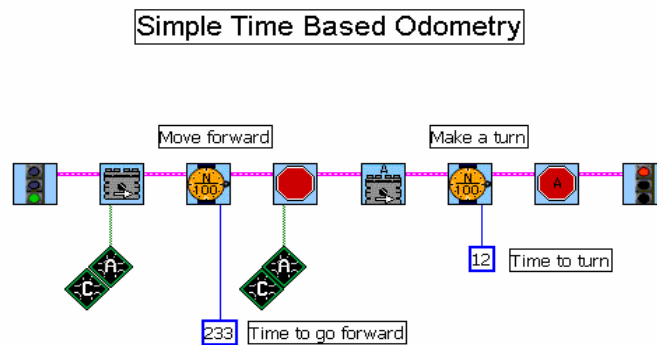 Simple Time Based Odometry
Move forward
Make a turn
N
100
A
N
100
A
A
C
A
C
12
Time to turn
233
Time to go forward